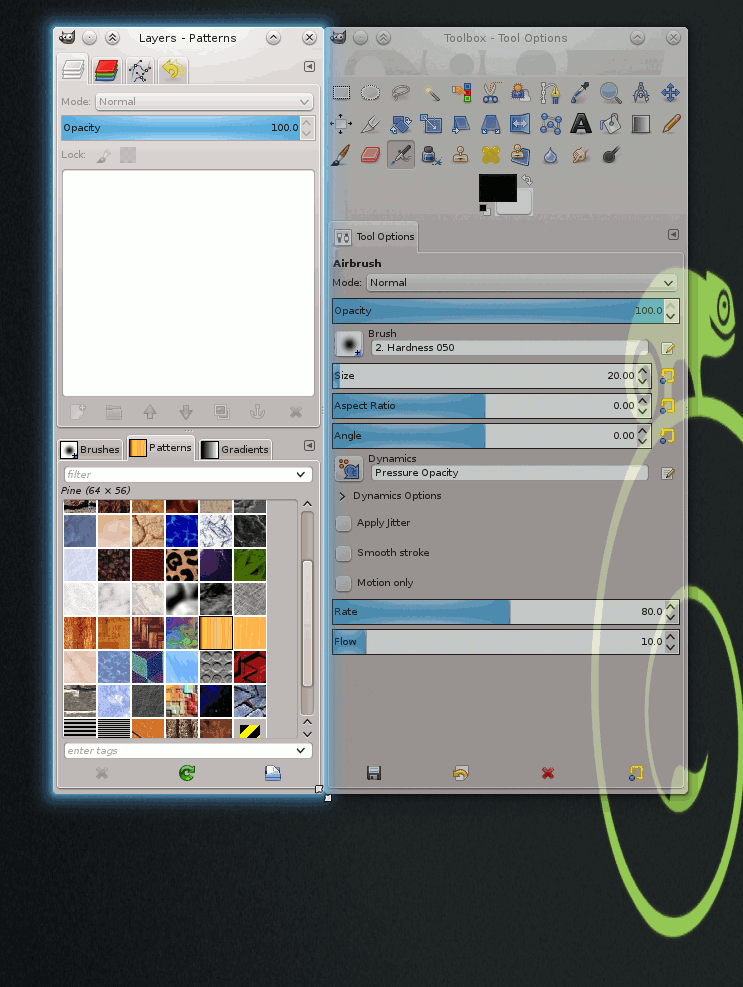 Layers - Patterns
Mode: Normal
Opacity 100.0
Lock:
Brushes Patterns Gradients
filter
Pine (64 × 56)
enter tags
Toolbox - Tool Options
Tool Options
Airbrush
Mode: Normal
Opacity 100.0
Brush
2. Hardness 050
Size 20.00
Aspect Ratio 0.00
Angle 0.00
Dynamics
Pressure Opacity
Dynamics Options
Apply Jitter
Smooth stroke
Motion only
Rate 80.0
Flow 10.0